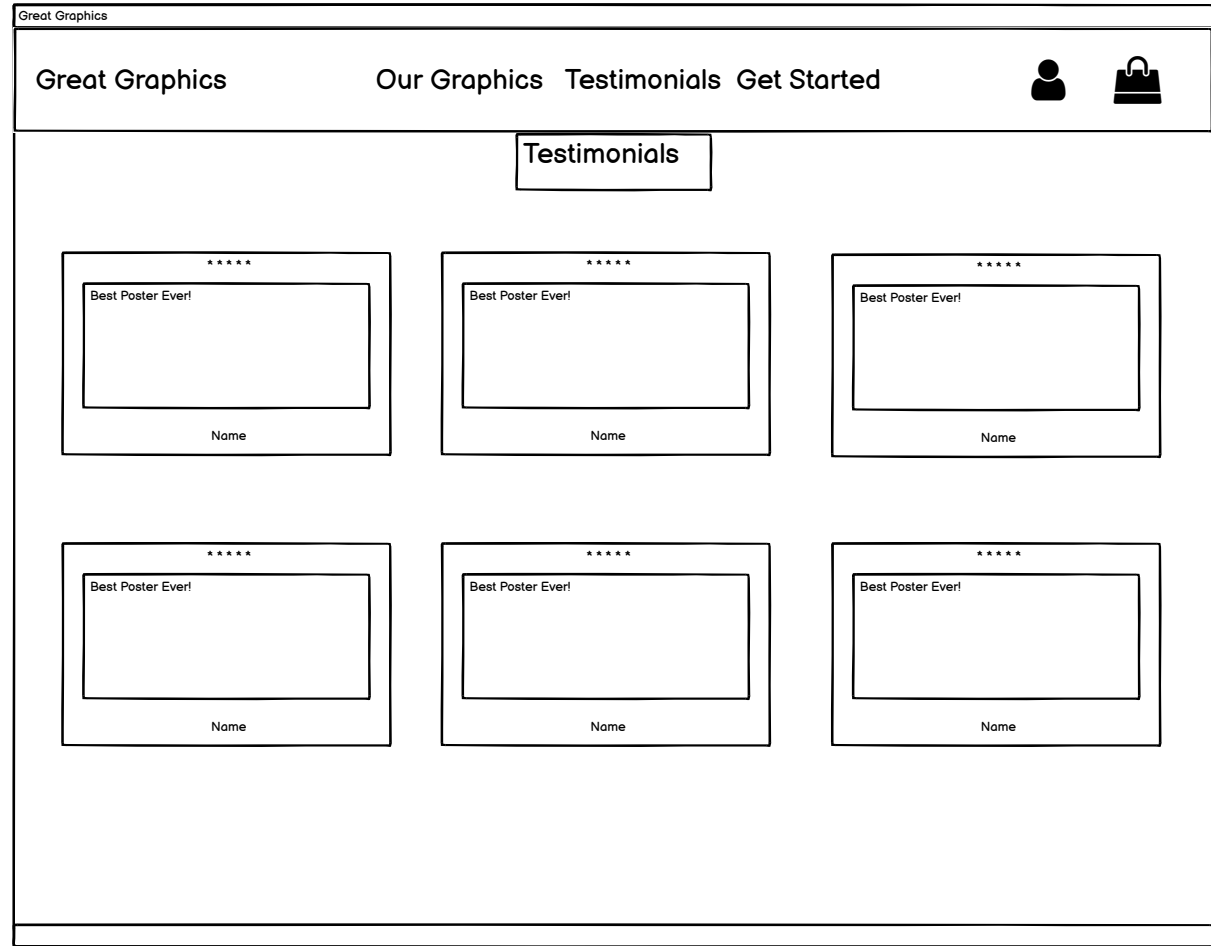 Great Graphics
Great Graphics Our Graphics Testimonials Get Started
Testimonials
* * * * * * * * * * * * * * *
Best Poster Ever! Best Poster Ever! Best Poster Ever!
Name Name Name
* * * * * * * * * * * * * * *
Best Poster Ever! Best Poster Ever! Best Poster Ever!
Name Name Name